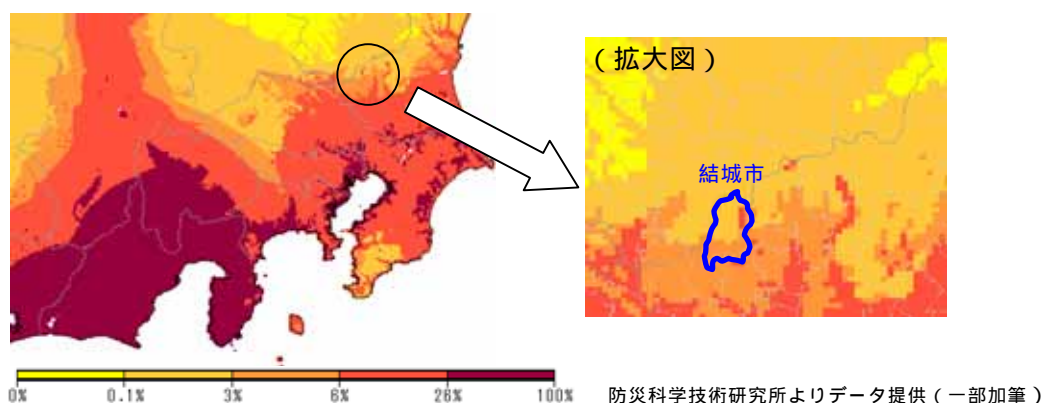 (拡大図)
結城市
0% 0.1% 3% 6% 26% 100%
防災科学技術研究所よりデータ提供(一部加筆)